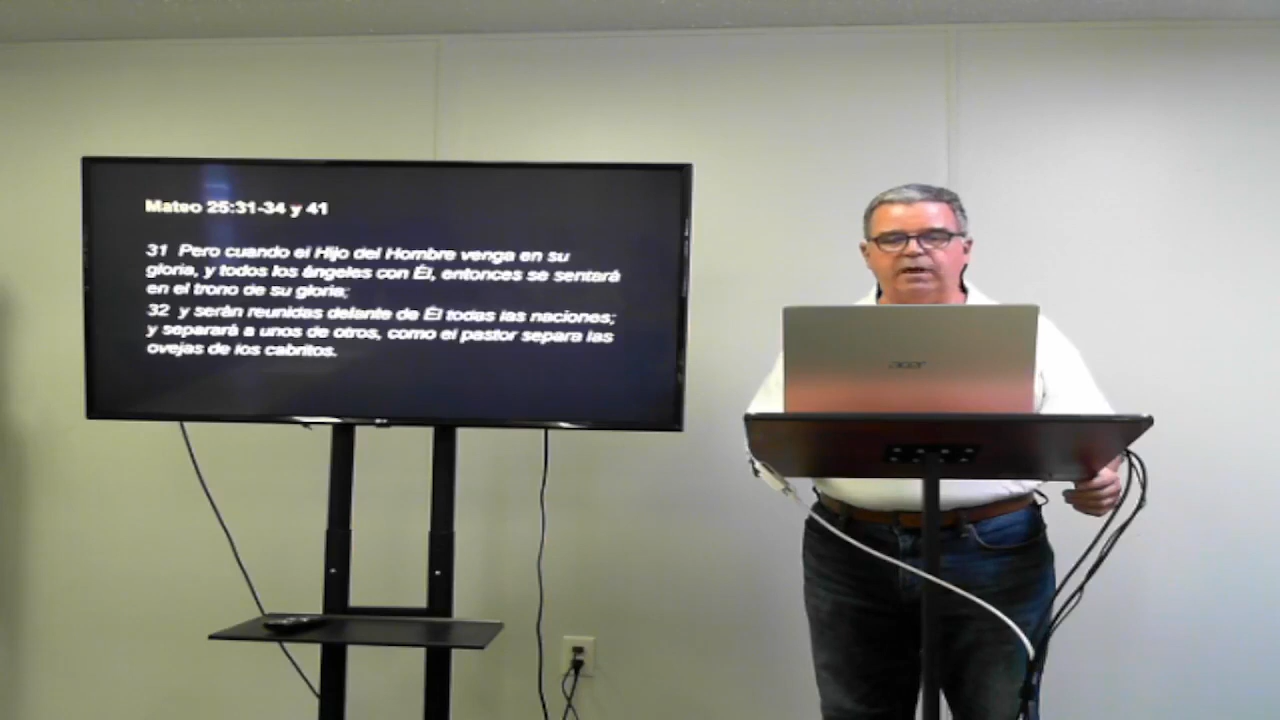 Mateo 25:31-34 y 41
31 Pero cuando el Hijo del Hombre venga en su
gloria, y todos los ángeles con Él, entonces se sentará
en el trono de su gloria;
32 y serán reunidas delante de Él todas las naciones;
y separará a unos de otros, como el pastor separa las
ovejas de los cabritos.
acer